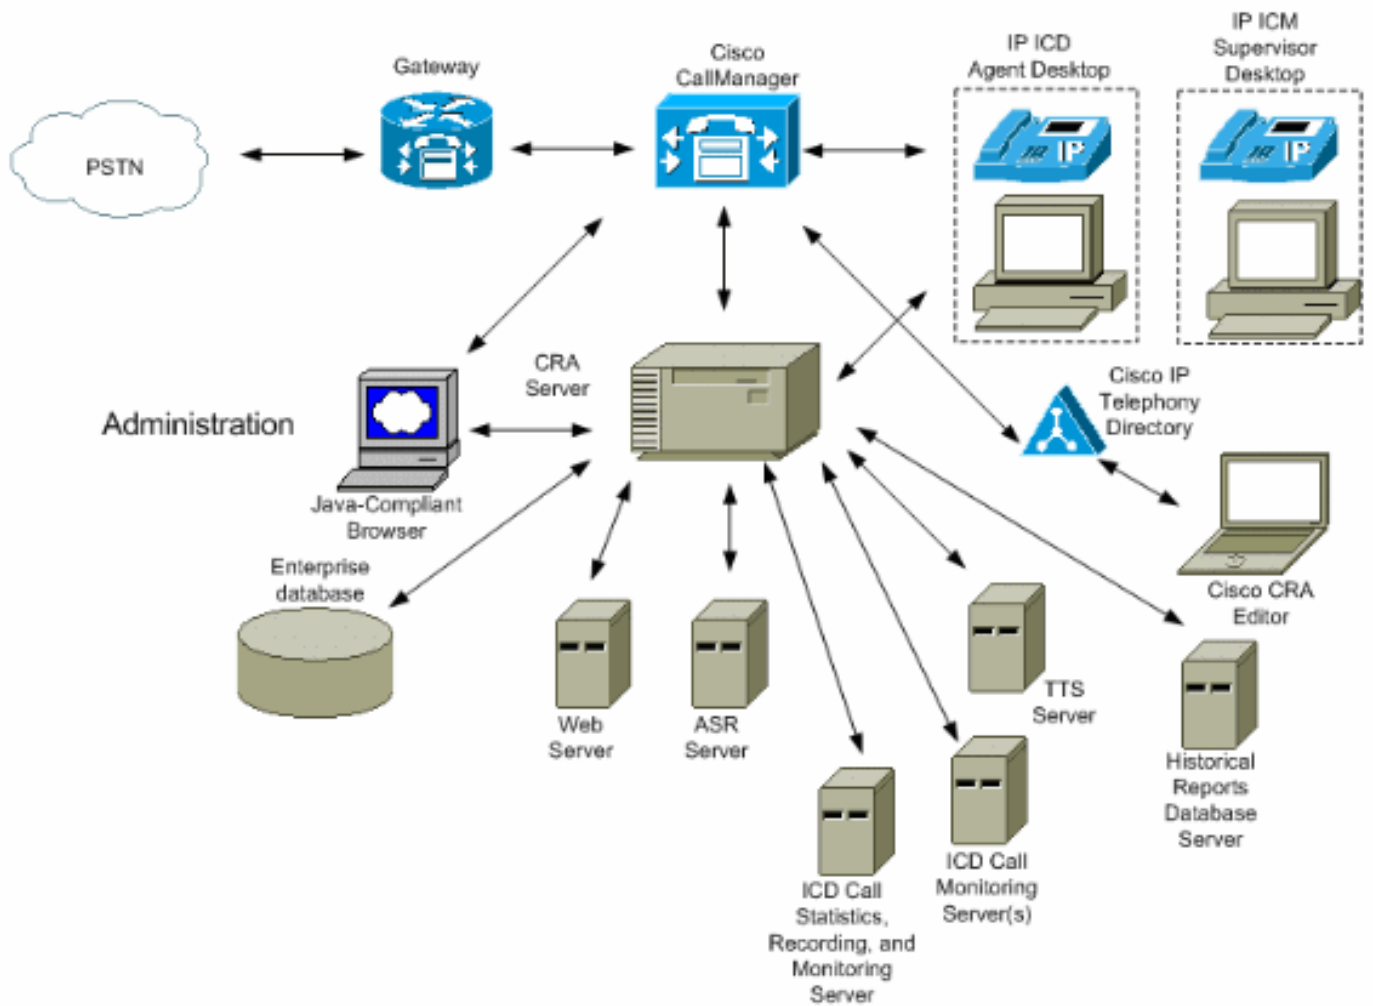 Gateway
Cisco
CallManager
IP ICD
Agent Desktop
IP ICM
Supervisor
Desktop
PSTN
IP
IP
CRA
Server
Administration
Java-Compliant
Browser
Cisco IP
Telephony
Directory
Enterprise
database
Cisco CRA
Editor
Web
Server
ASR
Server
TTS
Server
Historical
Reports
Database
Server
ICD Call
Monitoring
Server(s)
ICD Call
Statistics,
Recording, and
Monitoring
Server